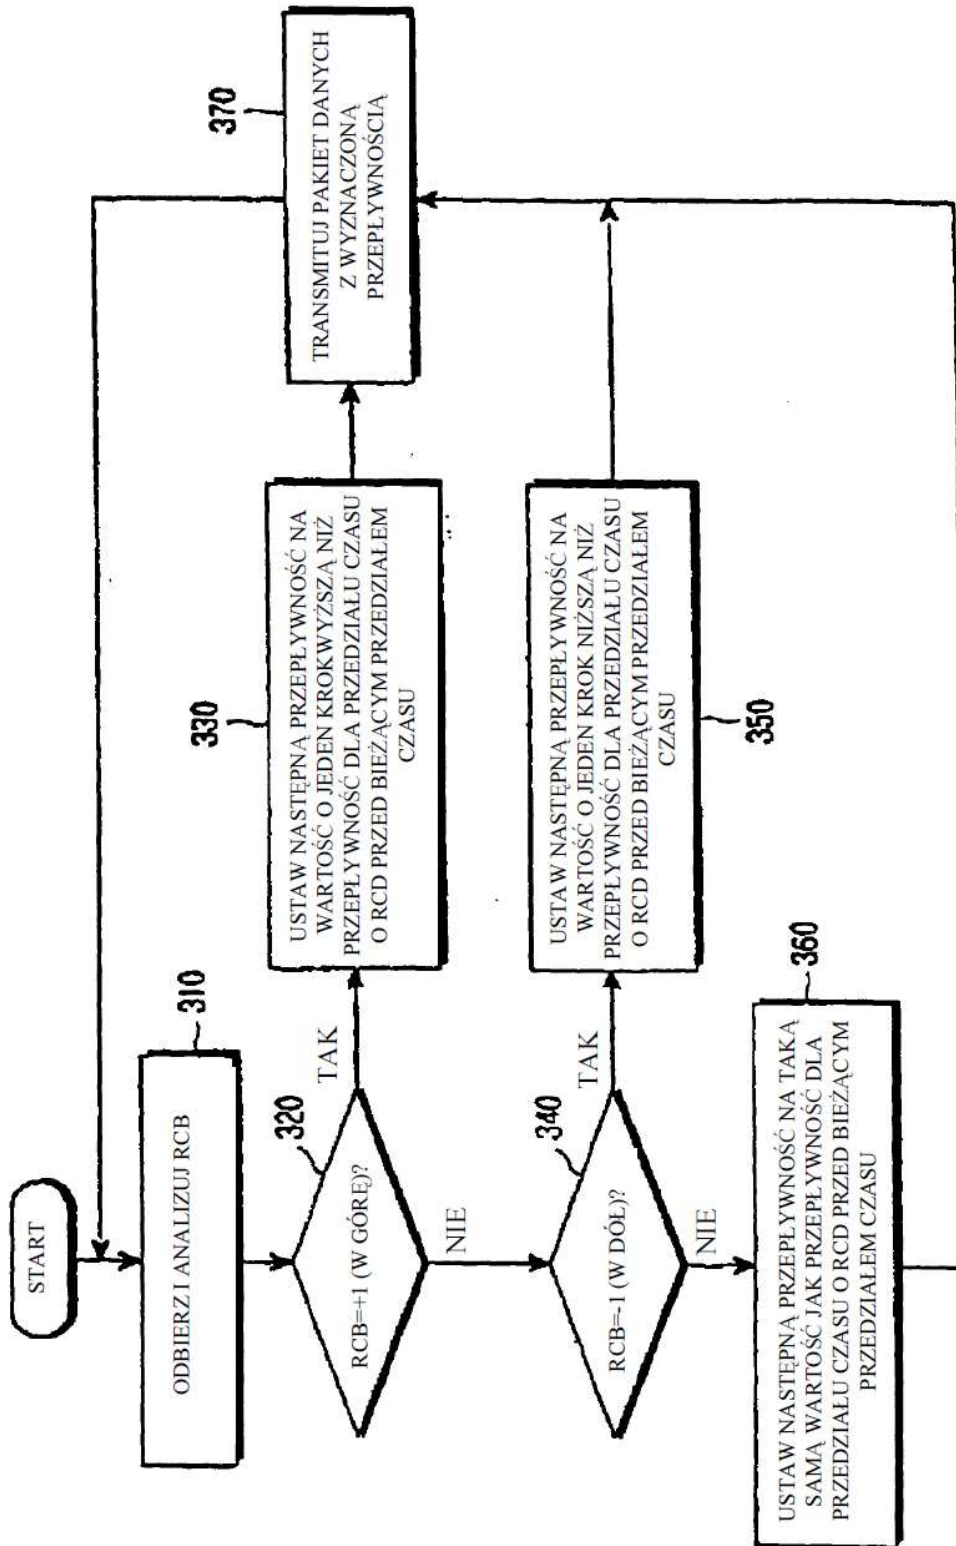 START
ODBIERZ I ANALIZUJ RCB
310
RCB=+1 (W GÓRĘ)?
320
TAK
NIE
USTAW NASTĘPNĄ PRZEPŁYWNOŚĆ NA
WARTOŚĆ O JEDEN KROKWYŻSZĄ NIŻ
PRZEPŁYWNOŚĆ DLA PRZEDZIAŁU CZASU
O RCD PRZED BIEŻĄCYM PRZEDZIAŁEM
CZASU
330
TRANSMITUJ PAKIET DANYCH
Z WYZNACZONĄ
PRZEPŁYWNOŚCIĄ
370
RCB=-1 (W DÓŁ)?
340
TAK
NIE
USTAW NASTĘPNĄ PRZEPŁYWNOŚĆ NA
WARTOŚĆ O JEDEN KROK NIŻSZĄ NIŻ
PRZEPŁYWNOŚĆ DLA PRZEDZIAŁU CZASU
O RCD PRZED BIEŻĄCYM PRZEDZIAŁEM
CZASU
350
USTAW NASTĘPNĄ PRZEPŁYWNOŚĆ NA TAKĄ
SAMĄ WARTOŚĆ JAK PRZEPŁYWNOŚĆ DLA
PRZEDZIAŁU CZASU O RCD PRZED BIEŻĄCYM
PRZEDZIAŁEM CZASU
360